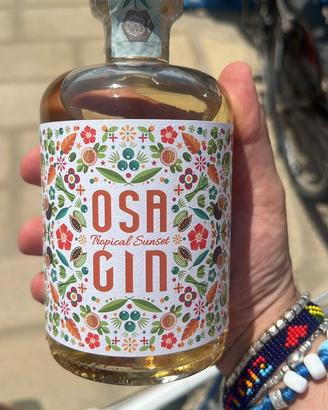 OSA
Tropical Sunset
GIN